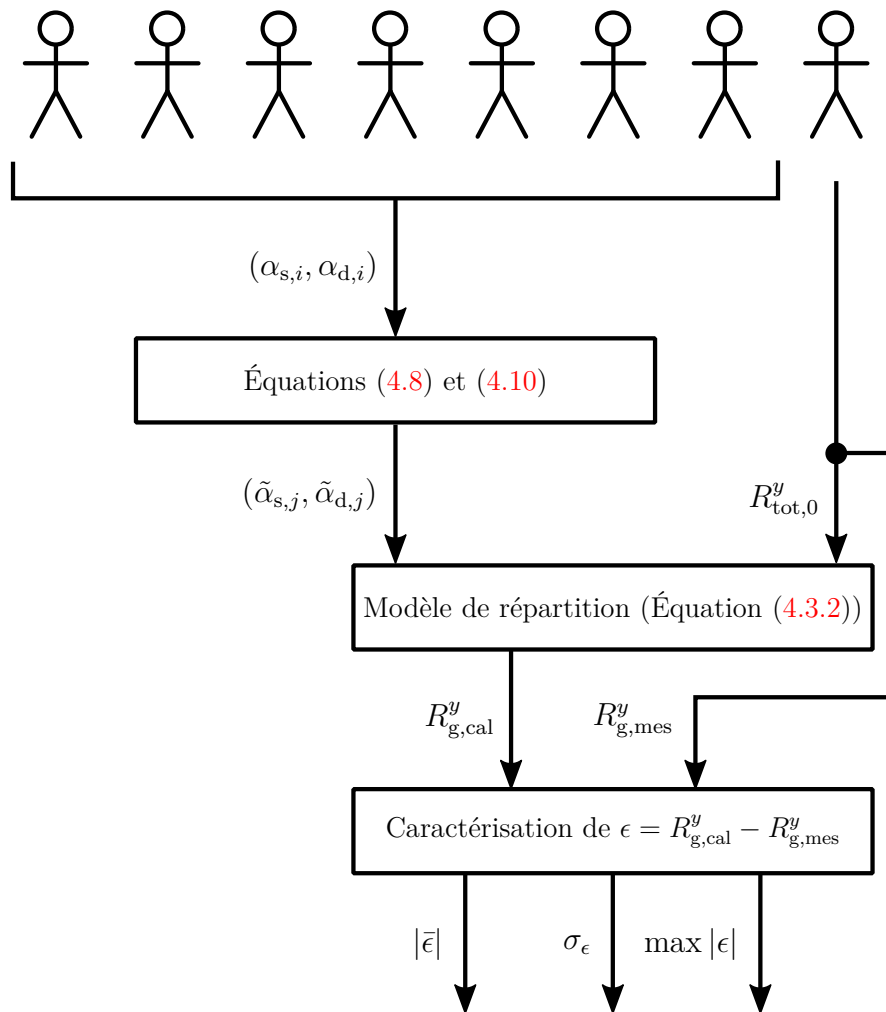 (α_{s,i}, α_{d,i})
Équations (4.8) et (4.10)
(α̃_{s,j}, α̃_{d,j})
R^y_{tot,0}
Modèle de répartition (Équation (4.3.2))
R^y_{g,cal}
R^y_{g,mes}
Caractérisation de ϵ = R^y_{g,cal} − R^y_{g,mes}
|ϵ̄|
σ_ϵ
max |ϵ|